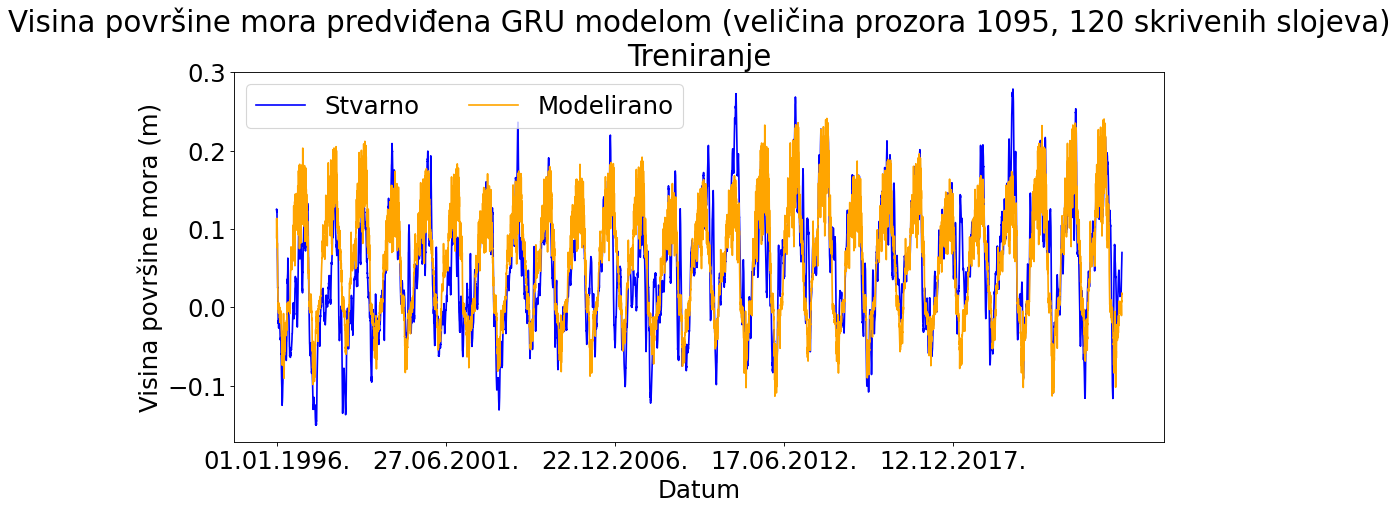 Visina površine mora predviđena GRU modelom (veličina prozora 1095, 120 skrivenih slojeva)
Treniranje
Stvarno Modelirano
Visina površine mora (m)
0.3
0.2
0.1
0.0
−0.1
01.01.1996. 27.06.2001. 22.12.2006. 17.06.2012. 12.12.2017.
Datum